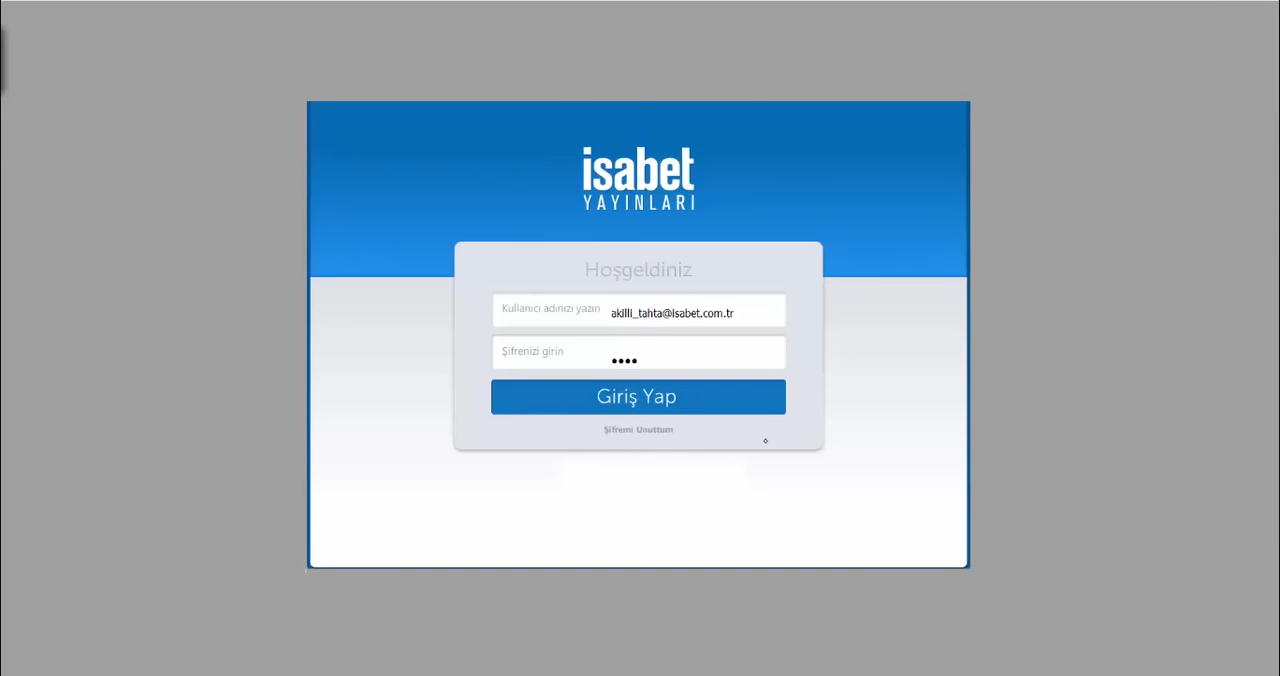 isabet
YAYINLARI
Hoşgeldiniz
Kullanıcı adınızı yazın akilli_tahta@isabet.com.tr
Şifrenizi girin ••••
Giriş Yap
Şifremi Unuttum